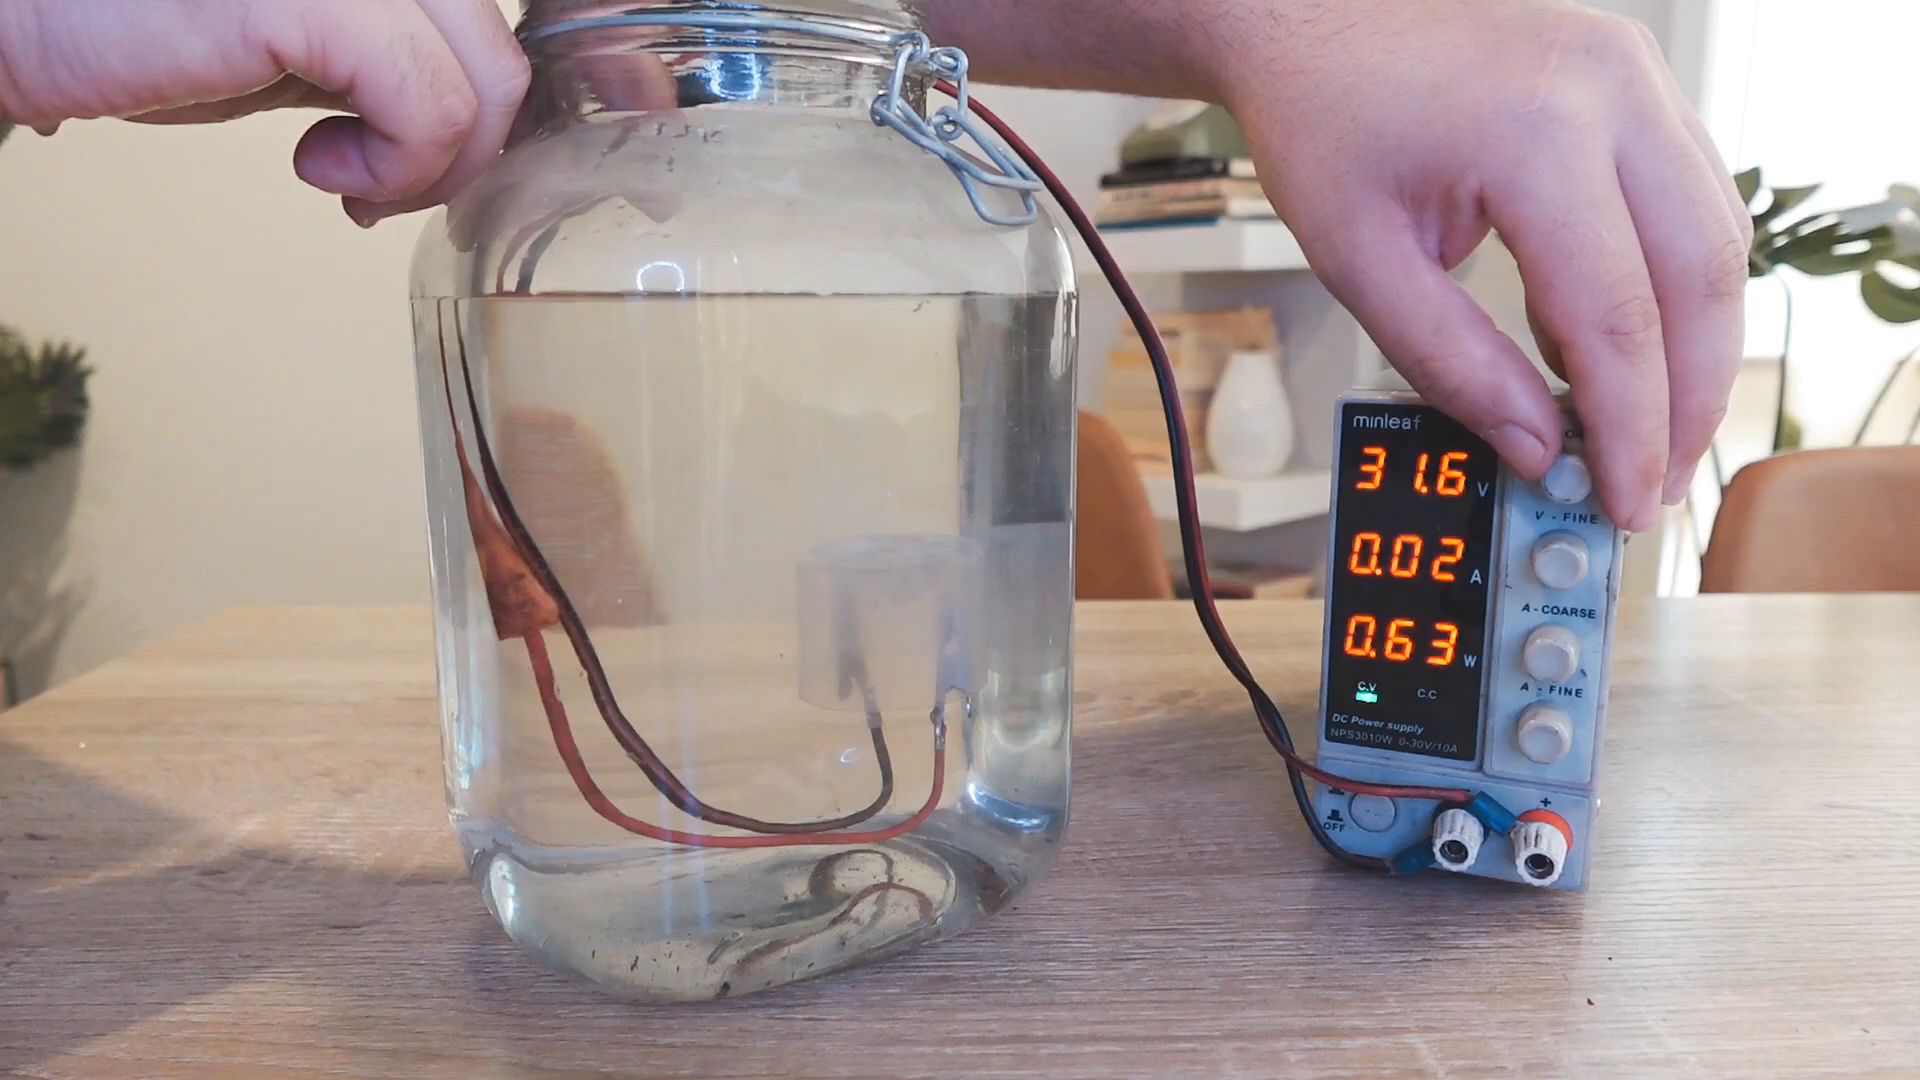 minleaf
31.6 V
V - FINE
0.02 A
A - COARSE
0.63 W
A - FINE
C.V C.C
DC Power supply
NPS3010W 0-30V/10A
+
OFF